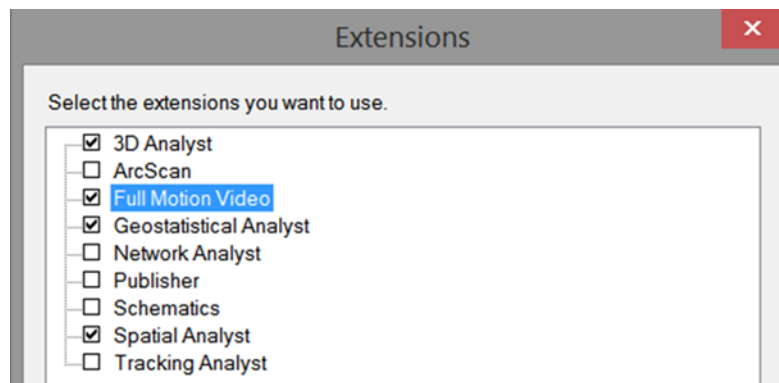 Extensions
Select the extensions you want to use.
3D Analyst
ArcScan
Full Motion Video
Geostatistical Analyst
Network Analyst
Publisher
Schematics
Spatial Analyst
Tracking Analyst